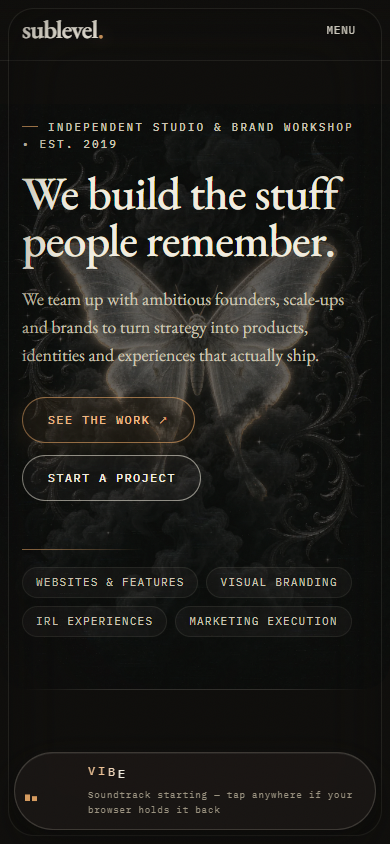 sublevel.
MENU
— INDEPENDENT STUDIO & BRAND WORKSHOP
• EST. 2019
We build the stuff
people remember.
We team up with ambitious founders, scale-ups
and brands to turn strategy into products,
identities and experiences that actually ship.
SEE THE WORK ↗
START A PROJECT
WEBSITES & FEATURES
VISUAL BRANDING
IRL EXPERIENCES
MARKETING EXECUTION
VIBE
Soundtrack starting — tap anywhere if your
browser holds it back